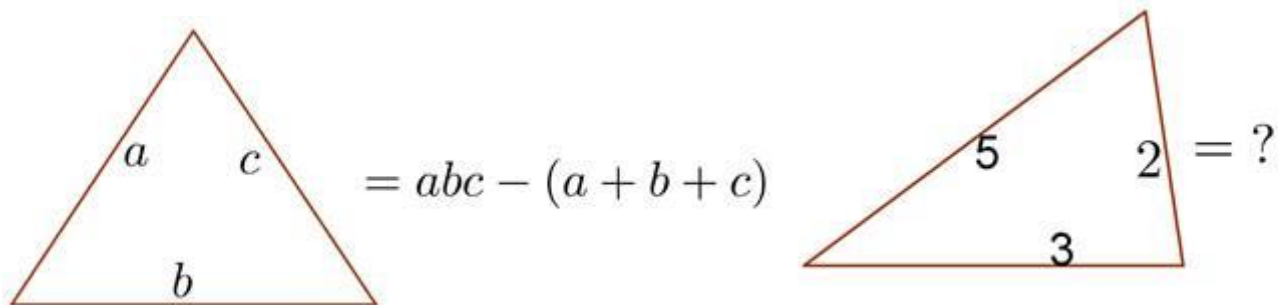 a c = abc − (a + b + c)
b
5 2 = ?
3